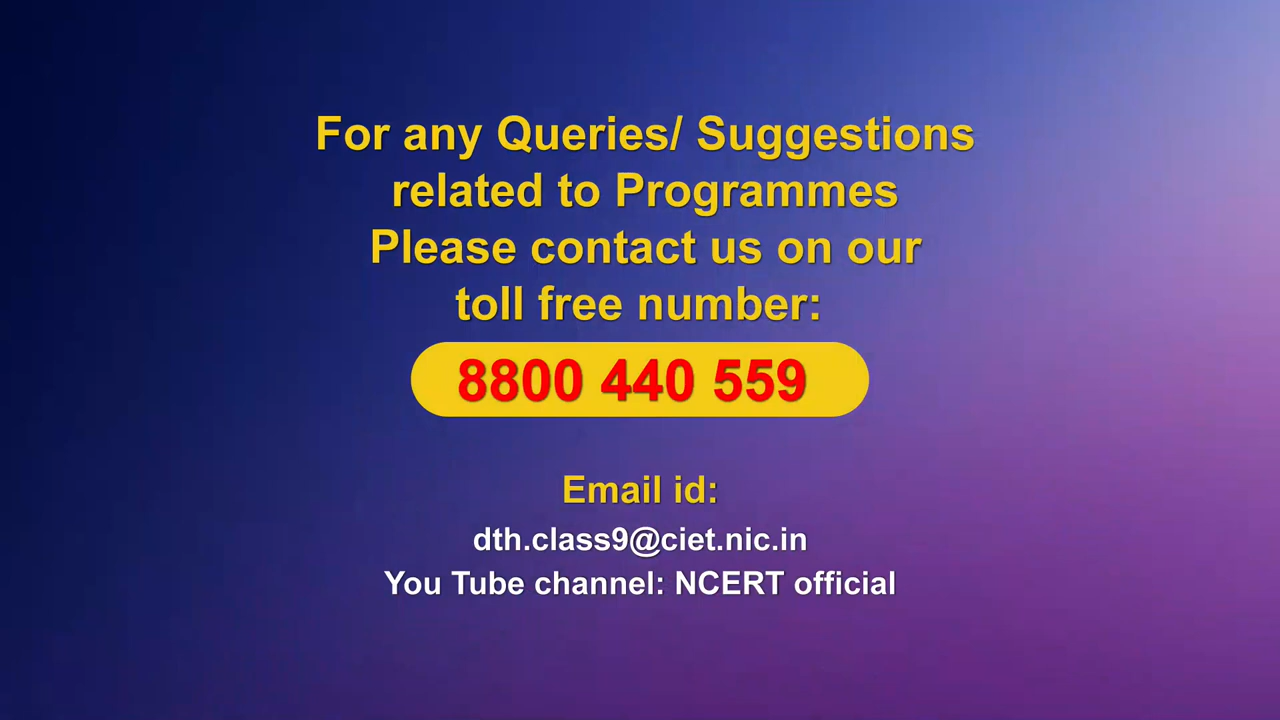 For any Queries/ Suggestions
related to Programmes
Please contact us on our
toll free number:
8800 440 559
Email id:
dth.class9@ciet.nic.in
You Tube channel: NCERT official